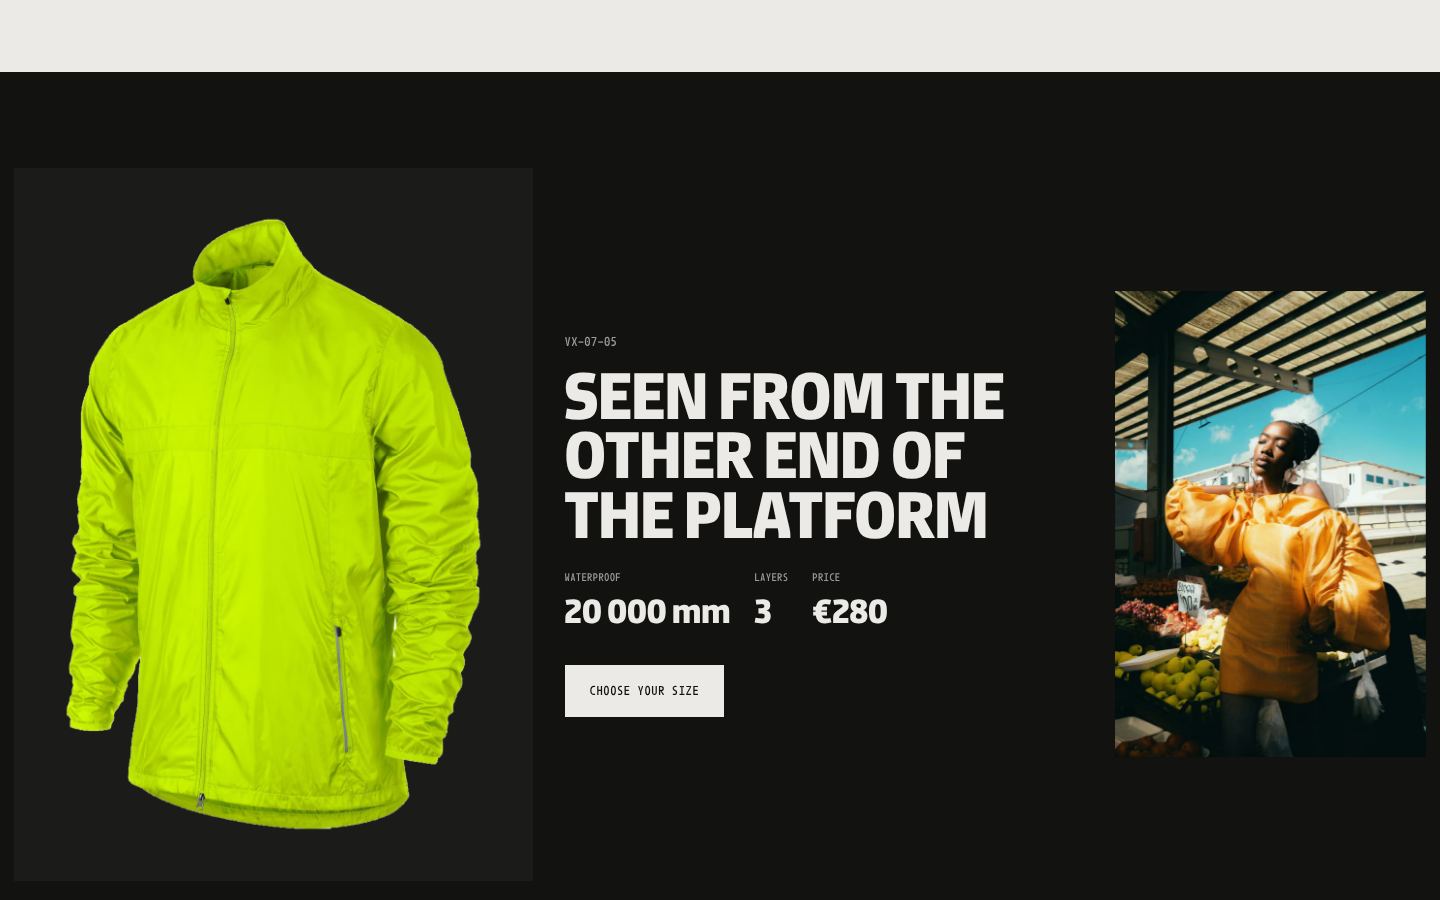 VX-07-05
SEEN FROM THE
OTHER END OF
THE PLATFORM
WATERPROOF LAYERS PRICE
20 000 mm 3 €280
CHOOSE YOUR SIZE